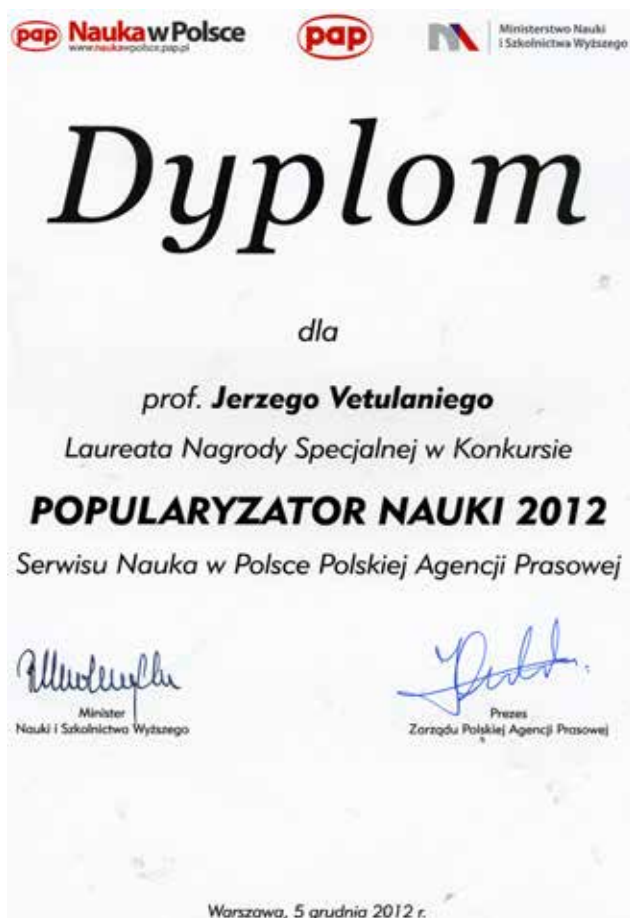 pap Nauka w Polsce
www.naukawpolsce.pap.pl
pap
Ministerstwo Nauki
i Szkolnictwa Wyższego
Dyplom
dla
prof. Jerzego Vetulaniego
Laureata Nagrody Specjalnej w Konkursie
POPULARYZATOR NAUKI 2012
Serwisu Nauka w Polsce Polskiej Agencji Prasowej
Minister
Nauki i Szkolnictwa Wyższego
Prezes
Zarządu Polskiej Agencji Prasowej
Warszawa, 5 grudnia 2012 r.